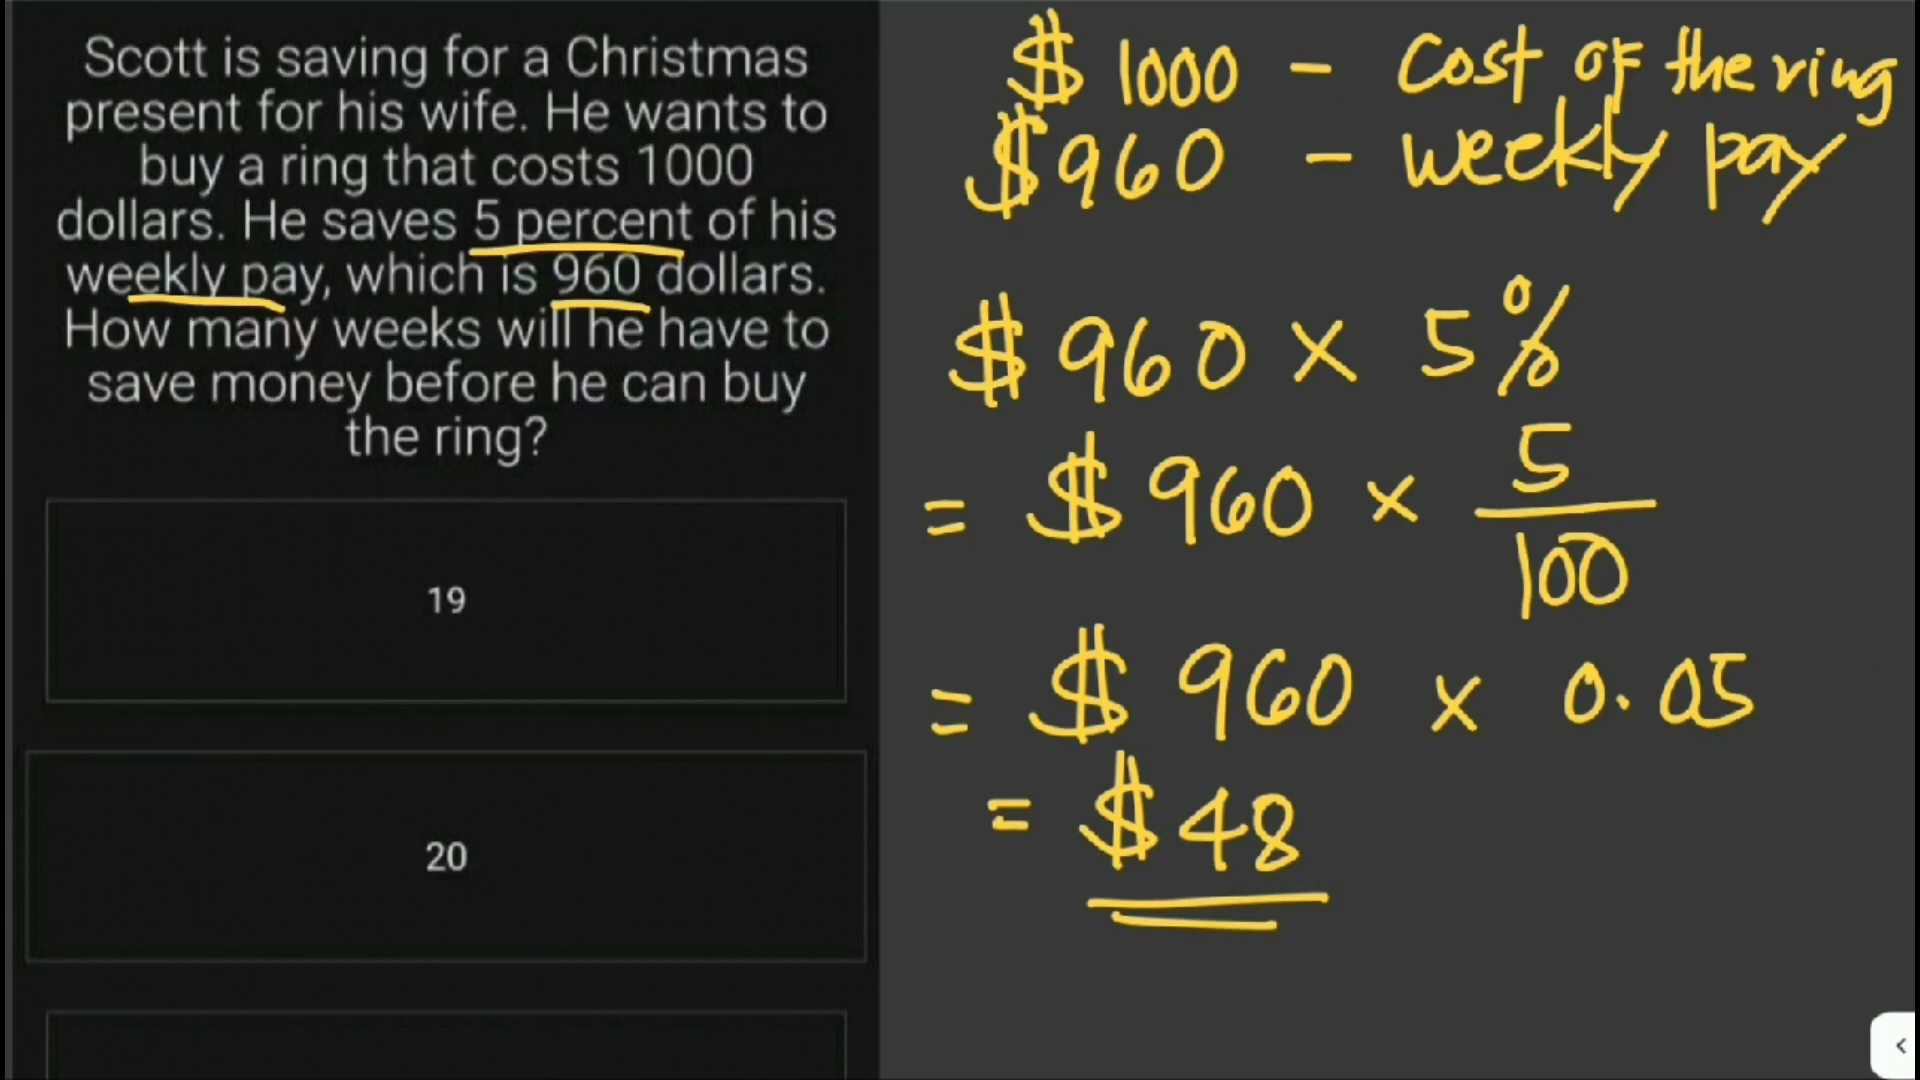 Scott is saving for a Christmas
present for his wife. He wants to
buy a ring that costs 1000
dollars. He saves 5 percent of his
weekly pay, which is 960 dollars.
How many weeks will he have to
save money before he can buy
the ring?
19
20
$ 1000 - Cost of the ring
$960 - weekly pay
$ 960 x 5%
= $ 960 x 5/100
= $ 960 x 0.05
= $48